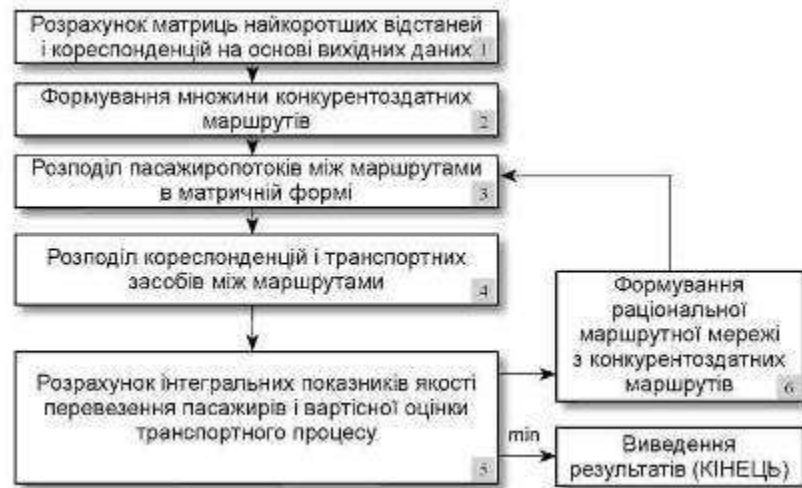 Розрахунок матриць найкоротших відстаней
і кореспонденцій на основі вихідних даних
1
Формування множини конкурентоздатних
маршрутів
2
Розподіл пасажиропотоків між маршрутами
в матричній формі
3
Розподіл кореспонденцій і транспортних
засобів між маршрутами
4
Розрахунок інтегральних показників якості
перевезення пасажирів і вартісної оцінки
транспортного процесу
5
Формування
раціональної
маршрутної мережі
з конкурентоздатних
маршрутів
6
min
Виведення
результатів (КІНЕЦЬ)